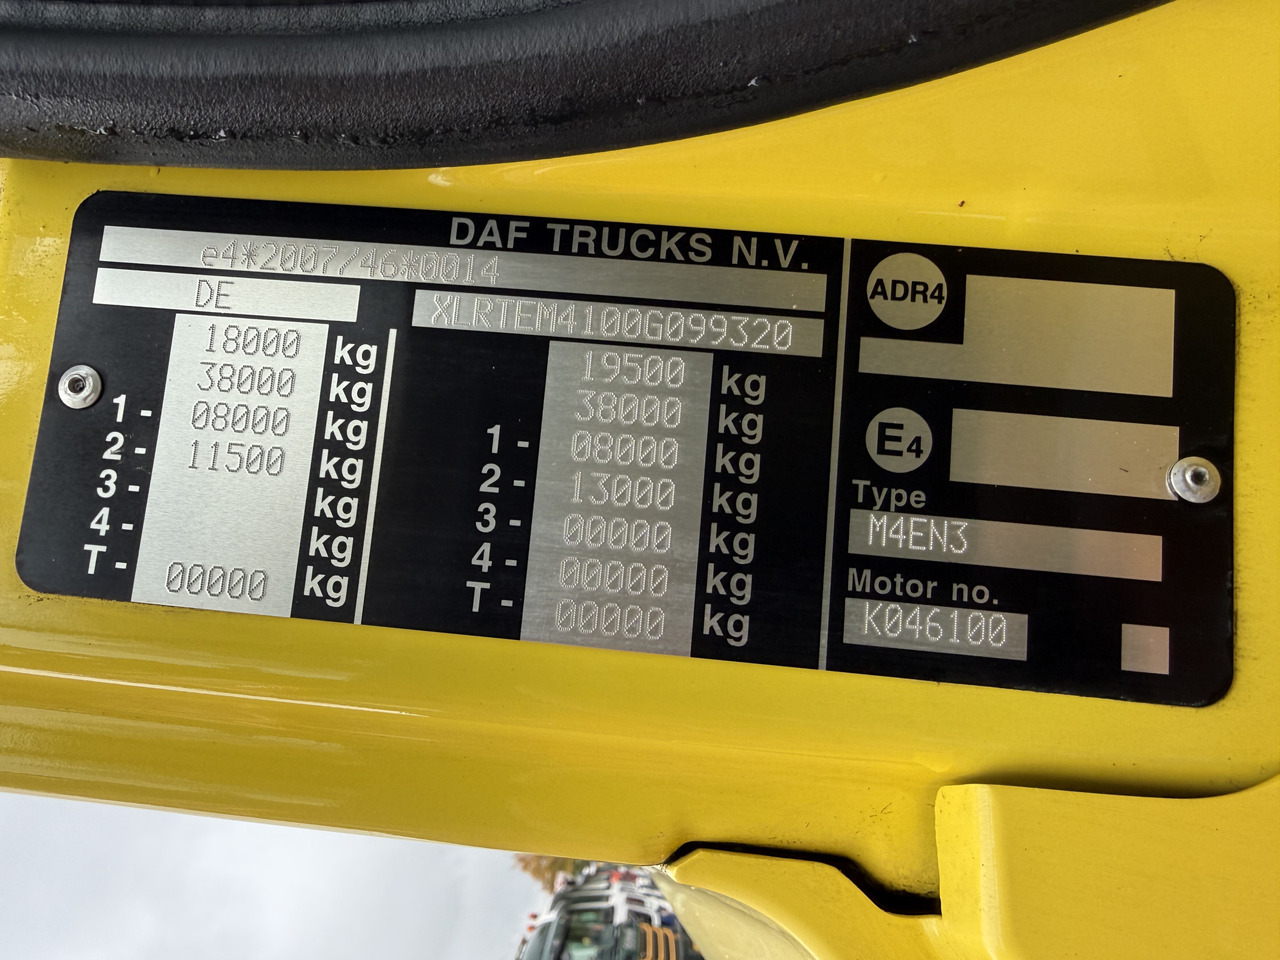 DAF TRUCKS N.V.
e4*2007/46*0014
DE
XLRTEM4100G099320
18000 kg
38000 kg
1- 08000 kg
2- 11500 kg
3- kg
4- kg
T- 00000 kg
19500 kg
38000 kg
1- 08000 kg
2- 13000 kg
3- 00000 kg
4- 00000 kg
T- 00000 kg
ADR4
E4
Type
M4EN3
Motor no.
K046100